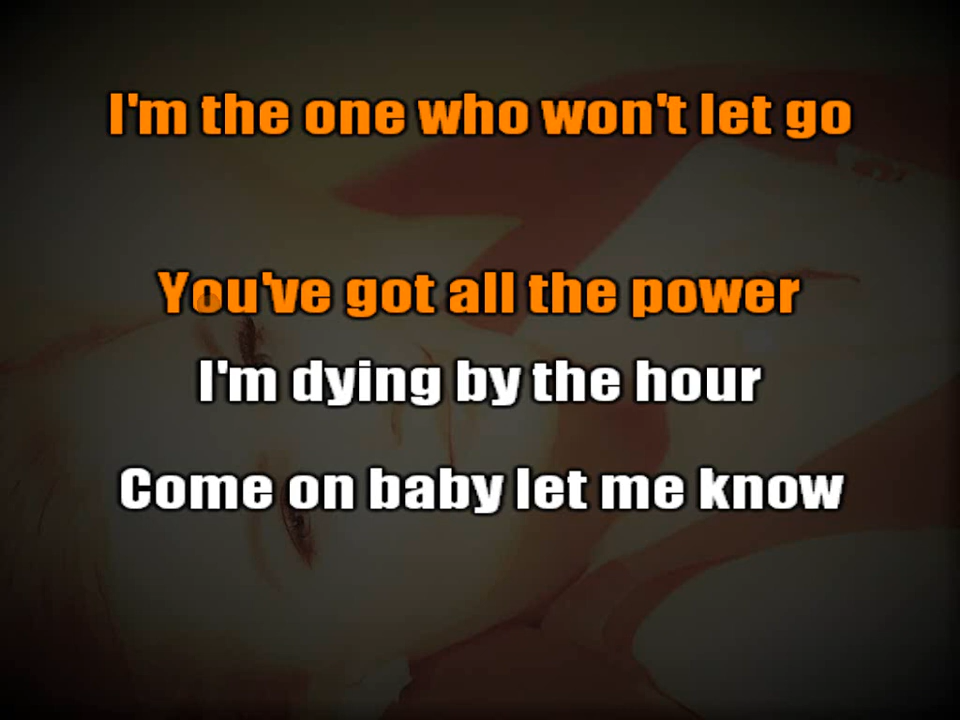 I'm the one who won't let go
You've got all the power
I'm dying by the hour
Come on baby let me know